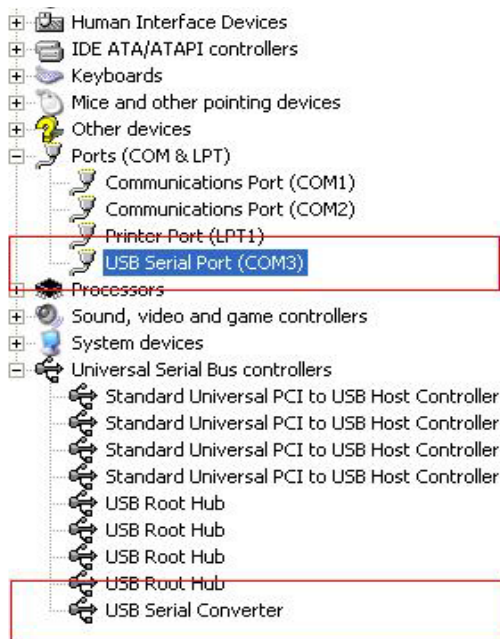 Human Interface Devices
IDE ATA/ATAPI controllers
Keyboards
Mice and other pointing devices
Other devices
Ports (COM & LPT)
Communications Port (COM1)
Communications Port (COM2)
Printer Port (LPT1)
USB Serial Port (COM3)
Processors
Sound, video and game controllers
System devices
Universal Serial Bus controllers
Standard Universal PCI to USB Host Controller
Standard Universal PCI to USB Host Controller
Standard Universal PCI to USB Host Controller
Standard Universal PCI to USB Host Controller
USB Root Hub
USB Root Hub
USB Root Hub
USB Root Hub
USB Serial Converter